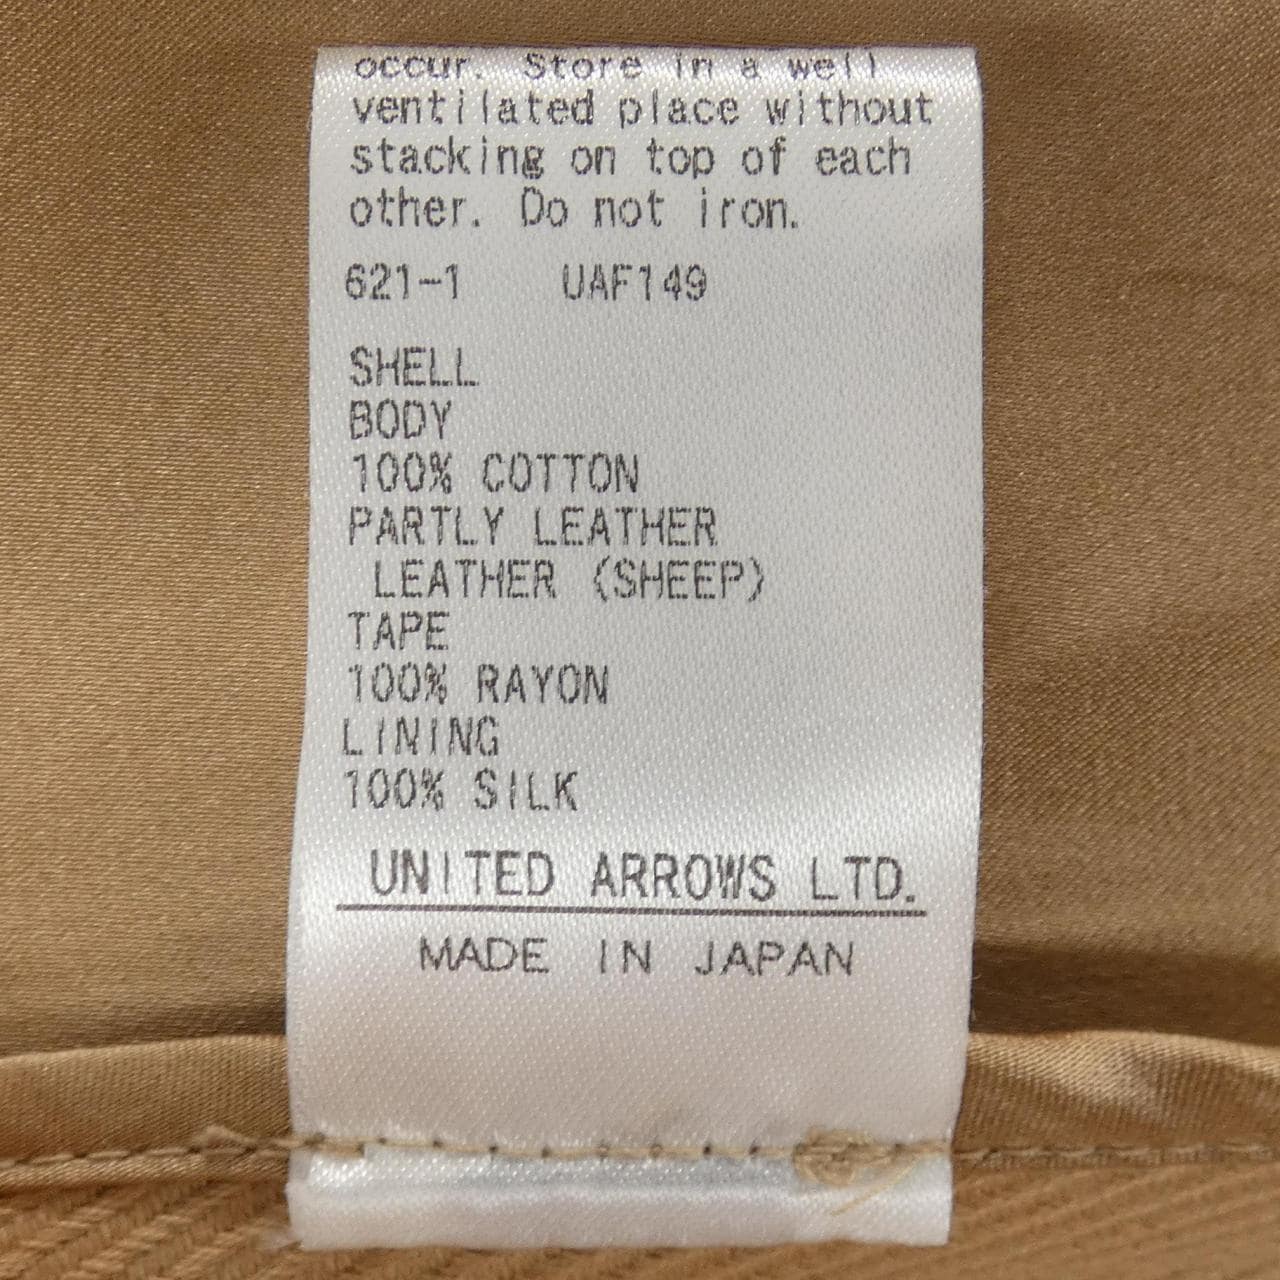 occur. Store in a well
ventilated place without
stacking on top of each
other. Do not iron.
621-1 UAF149
SHELL
BODY
100% COTTON
PARTLY LEATHER
LEATHER (SHEEP)
TAPE
100% RAYON
LINING
100% SILK
UNITED ARROWS LTD.
MADE IN JAPAN